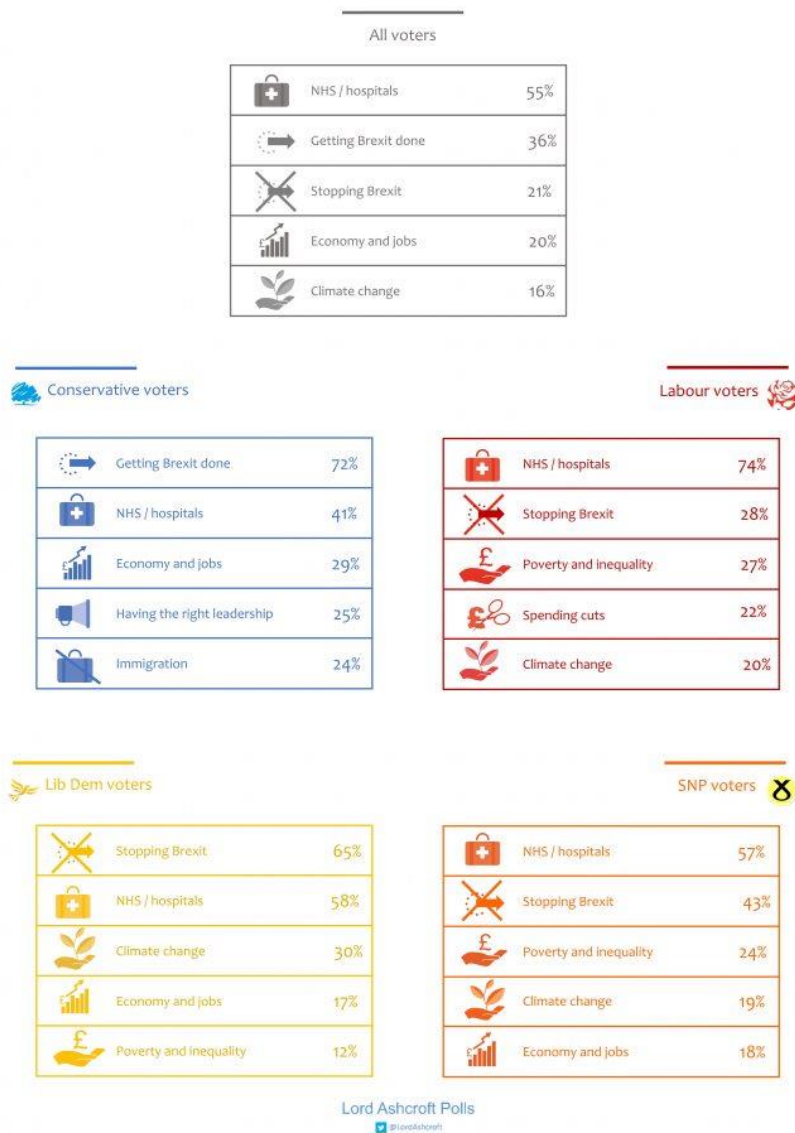 All voters
NHS / hospitals 55%
Getting Brexit done 36%
Stopping Brexit 21%
Economy and jobs 20%
Climate change 16%
Conservative voters
Getting Brexit done 72%
NHS / hospitals 41%
Economy and jobs 29%
Having the right leadership 25%
Immigration 24%
Labour voters
NHS / hospitals 74%
Stopping Brexit 28%
Poverty and inequality 27%
Spending cuts 22%
Climate change 20%
Lib Dem voters
Stopping Brexit 65%
NHS / hospitals 58%
Climate change 30%
Economy and jobs 17%
Poverty and inequality 12%
SNP voters
NHS / hospitals 57%
Stopping Brexit 43%
Poverty and inequality 24%
Climate change 19%
Economy and jobs 18%
Lord Ashcroft Polls
@LordAshcroft